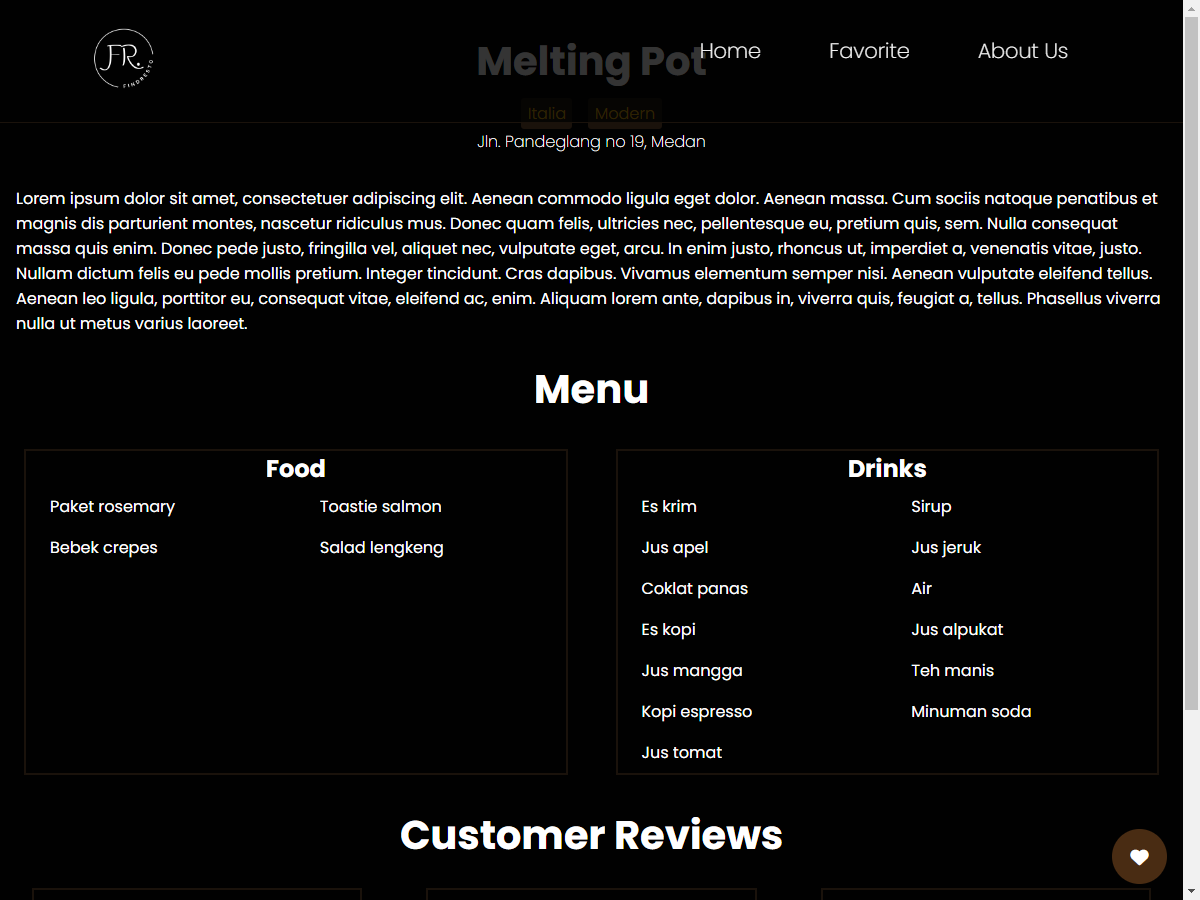 FR.
FINDRESTO
Home
Favorite
About Us
Melting Pot
Italia
Modern
Jln. Pandeglang no 19, Medan
Lorem ipsum dolor sit amet, consectetuer adipiscing elit. Aenean commodo ligula eget dolor. Aenean massa. Cum sociis natoque penatibus et
magnis dis parturient montes, nascetur ridiculus mus. Donec quam felis, ultricies nec, pellentesque eu, pretium quis, sem. Nulla consequat
massa quis enim. Donec pede justo, fringilla vel, aliquet nec, vulputate eget, arcu. In enim justo, rhoncus ut, imperdiet a, venenatis vitae, justo.
Nullam dictum felis eu pede mollis pretium. Integer tincidunt. Cras dapibus. Vivamus elementum semper nisi. Aenean vulputate eleifend tellus.
Aenean leo ligula, porttitor eu, consequat vitae, eleifend ac, enim. Aliquam lorem ante, dapibus in, viverra quis, feugiat a, tellus. Phasellus viverra
nulla ut metus varius laoreet.
Menu
Food
Paket rosemary
Toastie salmon
Bebek crepes
Salad lengkeng
Drinks
Es krim
Sirup
Jus apel
Jus jeruk
Coklat panas
Air
Es kopi
Jus alpukat
Jus mangga
Teh manis
Kopi espresso
Minuman soda
Jus tomat
Customer Reviews